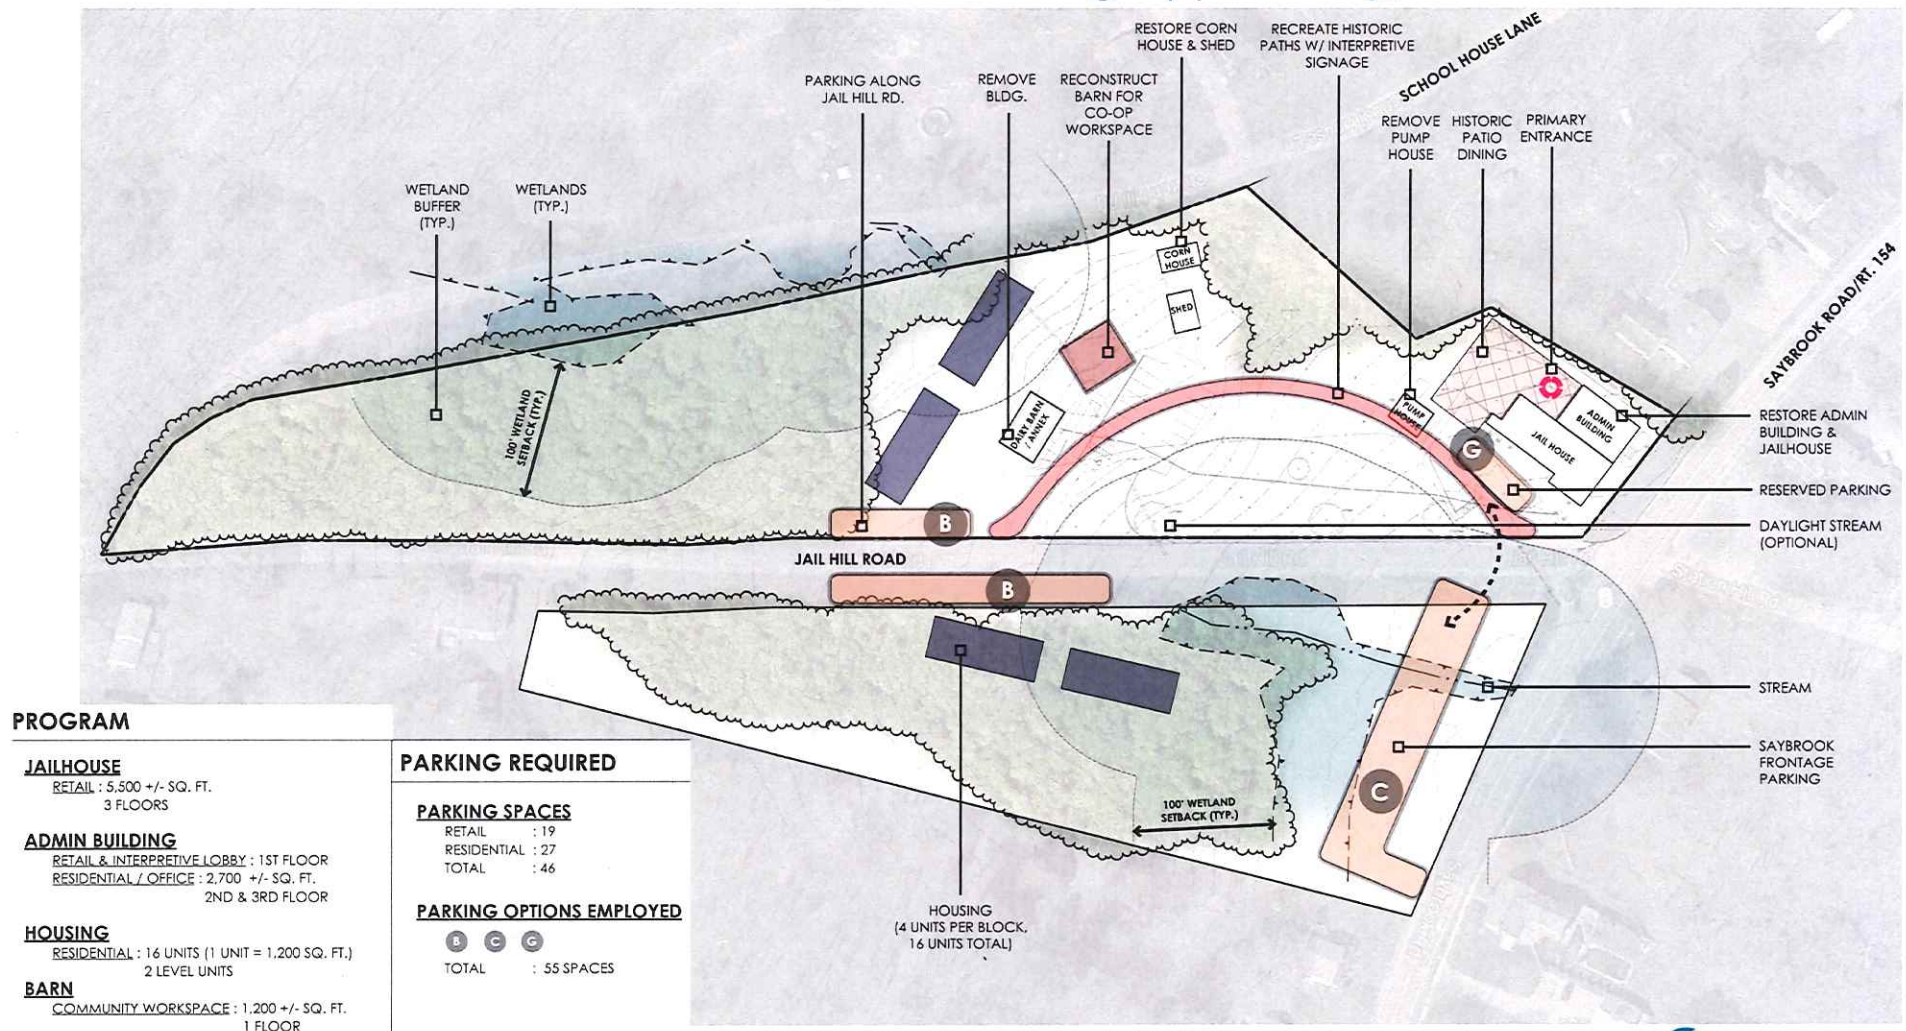 RESTORE CORN
HOUSE & SHED
RECREATE HISTORIC
PATHS W/ INTERPRETIVE
SIGNAGE
SCHOOL HOUSE LANE
PARKING ALONG
JAIL HILL RD.
REMOVE
BLDG.
RECONSTRUCT
BARN FOR
CO-OP
WORKSPACE
REMOVE
PUMP
HOUSE
HISTORIC
PATIO
DINING
PRIMARY
ENTRANCE
WETLAND
BUFFER
(TYP.)
WETLANDS
(TYP.)
SAYBROOK ROAD/RT. 154
CORN
HOUSE
SHED
100' WETLAND
SETBACK (TYP.)
DAIRY BARN
/ ANNEX
PUMP
HOUSE
ADMIN
BUILDING
JAIL HOUSE
G
RESTORE ADMIN
BUILDING &
JAILHOUSE
RESERVED PARKING
B
DAYLIGHT STREAM
(OPTIONAL)
JAIL HILL ROAD
B
STREAM
SAYBROOK
FRONTAGE
PARKING
C
100' WETLAND
SETBACK (TYP.)
HOUSING
(4 UNITS PER BLOCK,
16 UNITS TOTAL)
PROGRAM
JAILHOUSE
RETAIL : 5,500 +/- SQ. FT.
3 FLOORS
ADMIN BUILDING
RETAIL & INTERPRETIVE LOBBY : 1ST FLOOR
RESIDENTIAL / OFFICE : 2,700 +/- SQ. FT.
2ND & 3RD FLOOR
HOUSING
RESIDENTIAL : 16 UNITS (1 UNIT = 1,200 SQ. FT.)
2 LEVEL UNITS
BARN
COMMUNITY WORKSPACE : 1,200 +/- SQ. FT.
1 FLOOR
PARKING REQUIRED
PARKING SPACES
RETAIL : 19
RESIDENTIAL : 27
TOTAL : 46
PARKING OPTIONS EMPLOYED
B C G
TOTAL : 55 SPACES